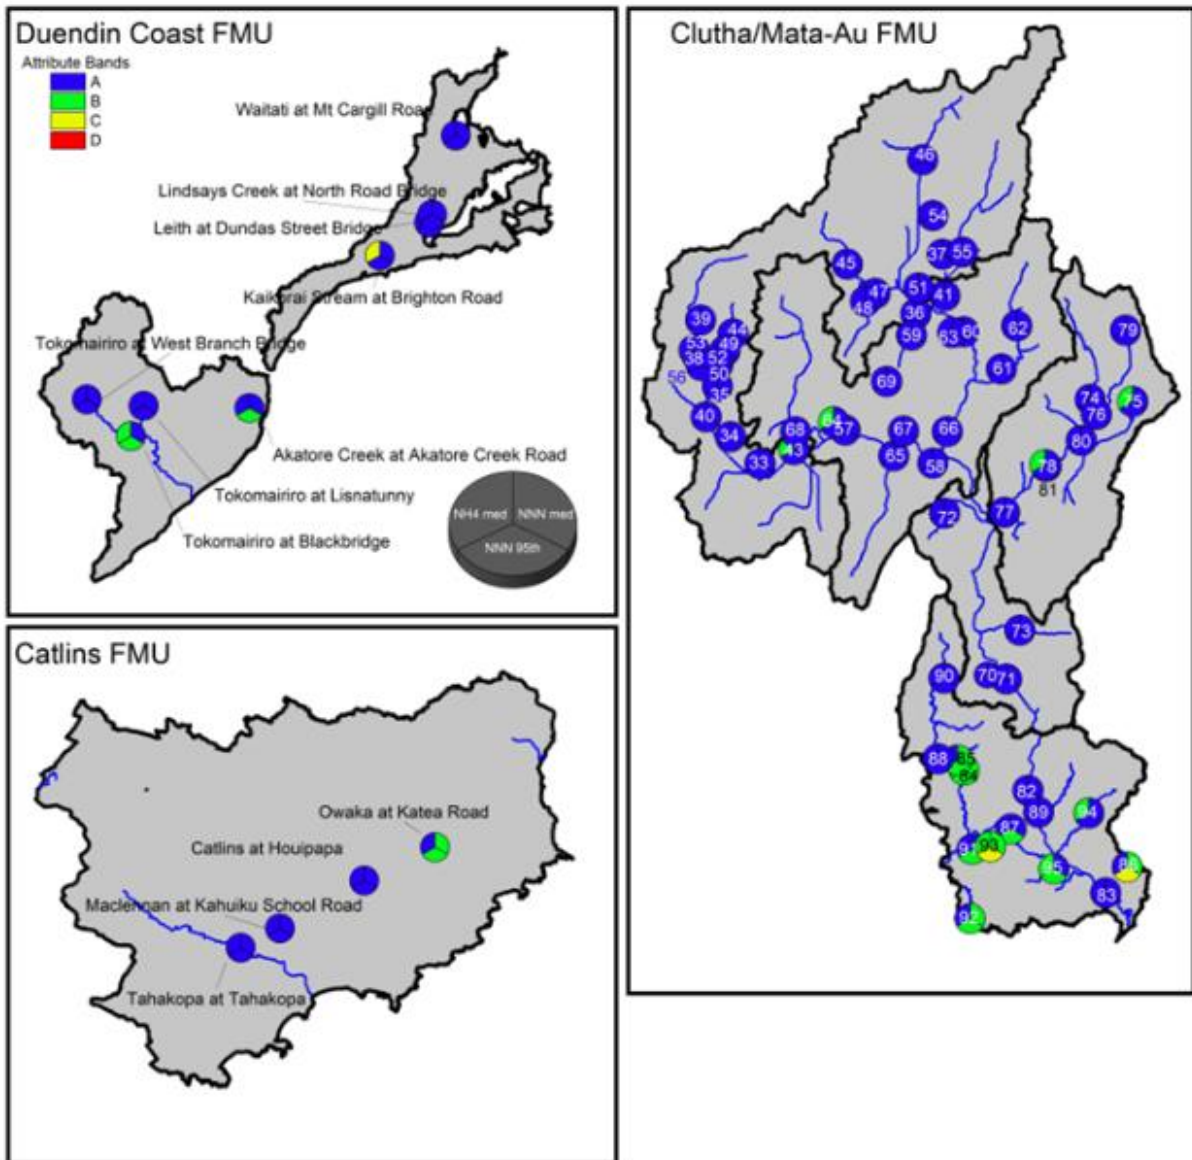 Duendin Coast FMU
Attribute Bands
A
B
C
D
Waitati at Mt Cargill Road
Lindsays Creek at North Road Bridge
Leith at Dundas Street Bridge
Kaikorai Stream at Brighton Road
Tokomairiro at West Branch Bridge
Akatore Creek at Akatore Creek Road
Tokomairiro at Lisnatunny
Tokomairiro at Blackbridge
NH4 med
NNN med
NNN 95th
Catlins FMU
Owaka at Katea Road
Catlins at Houipapa
Maclennan at Kahuiku School Road
Tahakopa at Tahakopa
Clutha/Mata-Au FMU
46
54
37
55
45
47
48
51
41
36
39
44
53
49
38
52
56
50
35
40
34
59
63
60
62
61
69
79
74
75
76
80
64
57
68
43
33
67
66
65
58
78
81
72
77
73
90
70
71
88
85
84
82
89
87
94
91
93
95
86
83
92